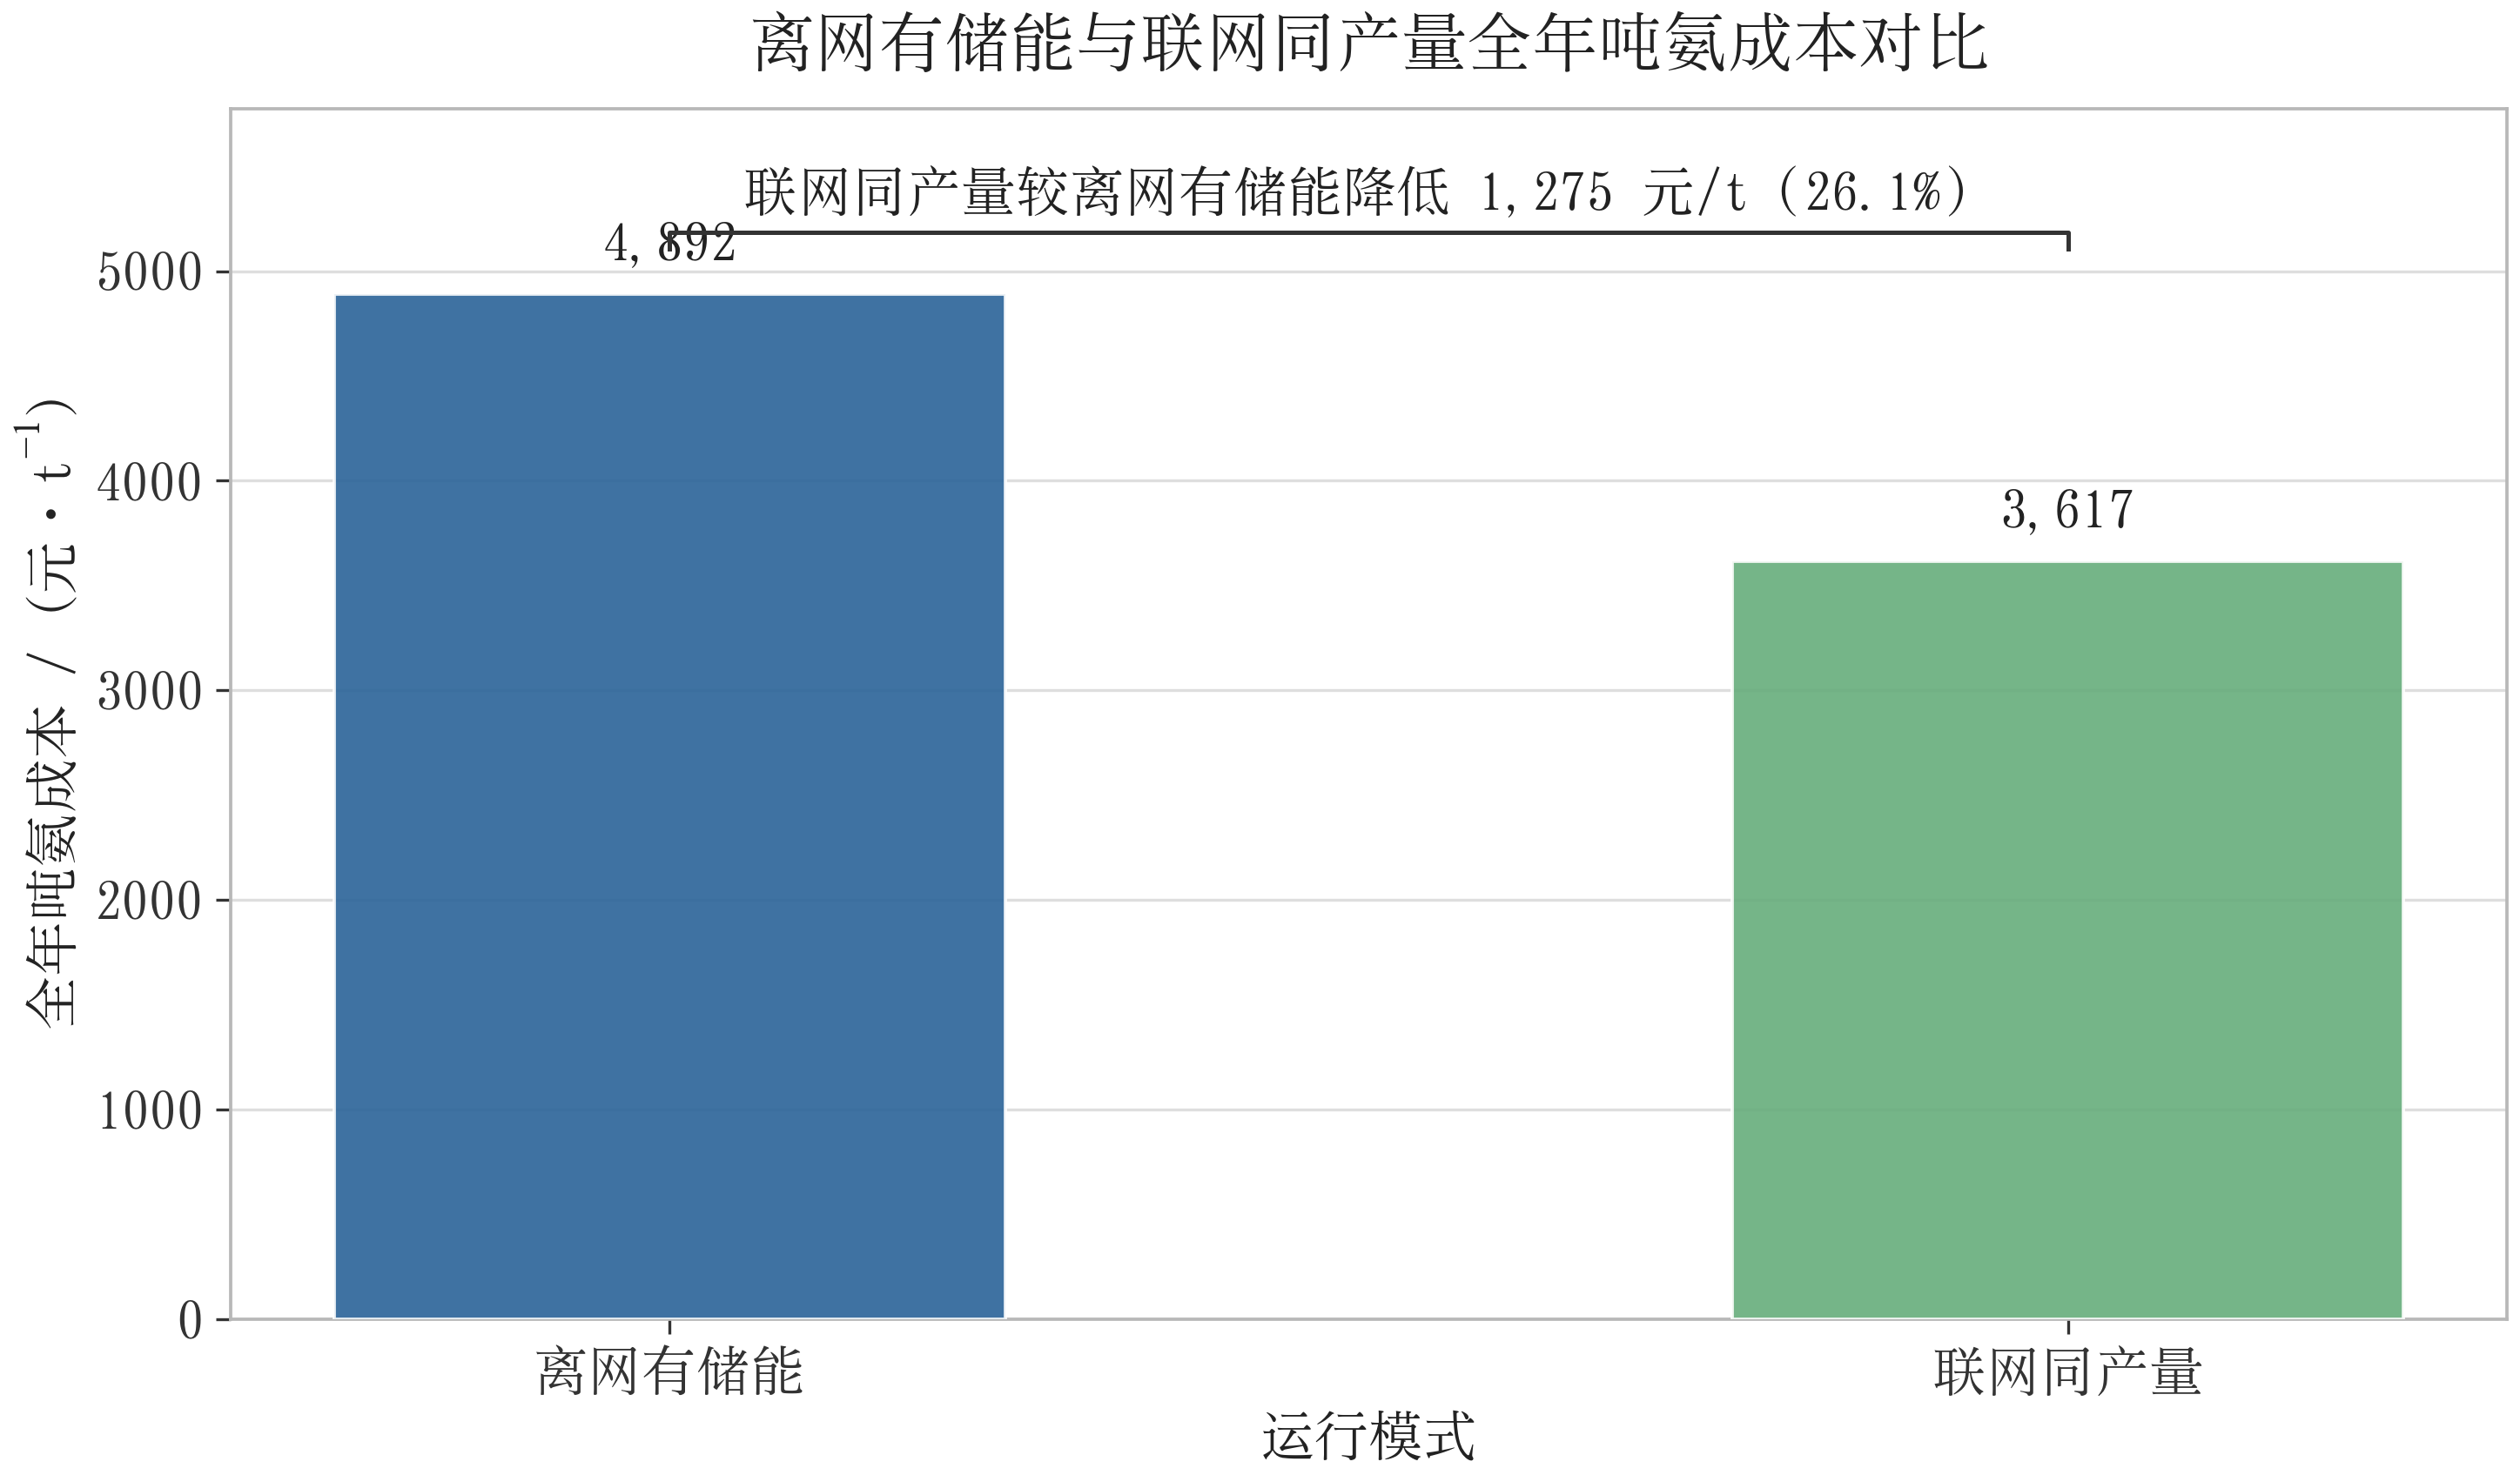 离网有储能与联网同产量全年吨氨成本对比
联网同产量较离网有储能降低 1,275 元/t (26.1%)
4,892
3,617
全年吨氨成本 / (元·t⁻¹)
5000
4000
3000
2000
1000
0
离网有储能
联网同产量
运行模式